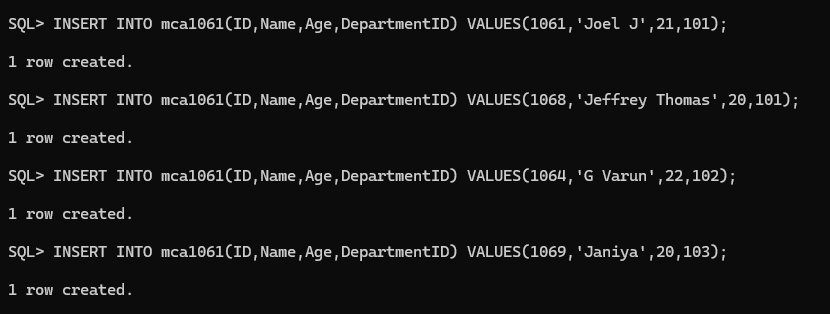 SQL> INSERT INTO mca1061(ID,Name,Age,DepartmentID) VALUES(1061,'Joel J',21,101);
1 row created.
SQL> INSERT INTO mca1061(ID,Name,Age,DepartmentID) VALUES(1068,'Jeffrey Thomas',20,101);
1 row created.
SQL> INSERT INTO mca1061(ID,Name,Age,DepartmentID) VALUES(1064,'G Varun',22,102);
1 row created.
SQL> INSERT INTO mca1061(ID,Name,Age,DepartmentID) VALUES(1069,'Janiya',20,103);
1 row created.